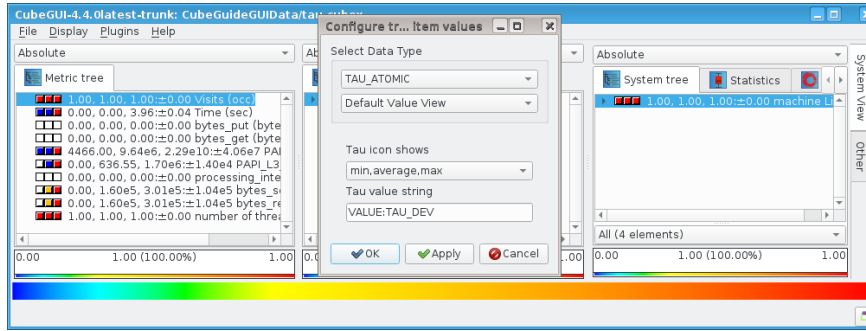 CubeGUI-4.4.0latest-trunk: CubeGuideGUIData/tau.cubex
File Display Plugins Help
Absolute
Metric tree
1.00, 1.00, 1.00:±0.00 Visits (occ)
0.00, 0.00, 3.96:±0.04 Time (sec)
0.00, 0.00, 0.00:±0.00 bytes_put (byte
0.00, 0.00, 0.00:±0.00 bytes_get (byte
4466.00, 9.64e6, 2.29e10:±4.06e7 PAI
0.00, 636.55, 1.70e6:±1.40e4 PAPI_L3
0.00, 0.00, 0.00:±0.00 processing_inte
0.00, 1.60e5, 3.01e5:±1.04e5 bytes_s
0.00, 1.60e5, 3.01e5:±1.04e5 bytes_re
1.00, 1.00, 1.00:±0.00 number of threa
0.00 1.00 (100.00%) 1.00
Ab
0.0
.00
Configure tr... item values
Select Data Type
TAU_ATOMIC
Default Value View
Tau icon shows
min,average,max
Tau value string
VALUE:TAU_DEV
OK Apply Cancel
Absolute
System tree Statistics
1.00, 1.00, 1.00:±0.00 machine Li
All (4 elements)
0.00 1.00 (100.00%) 1.00
System View
Other